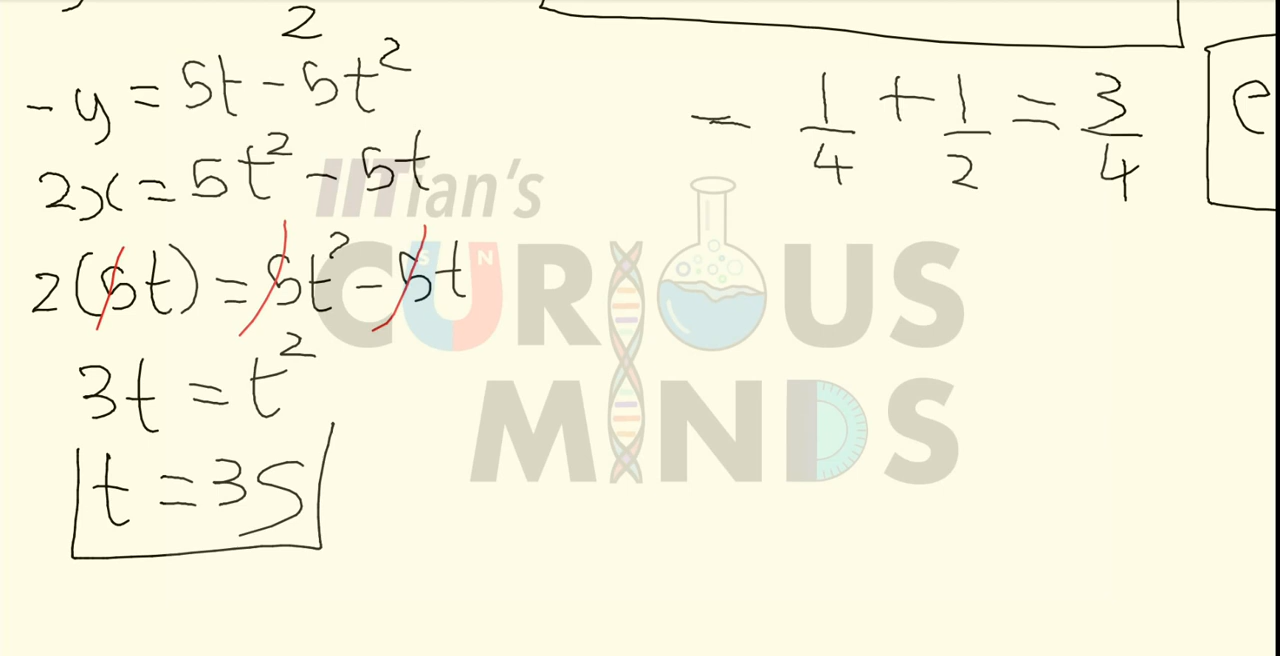 2
-y = 5t - 5t²
2x = 5t² - 5t
2(5t) = 5t² - 5t
3t = t²
t = 3s
- 1/4 + 1/2 = 3/4
e
IITian's
CURIOUS
MINDS